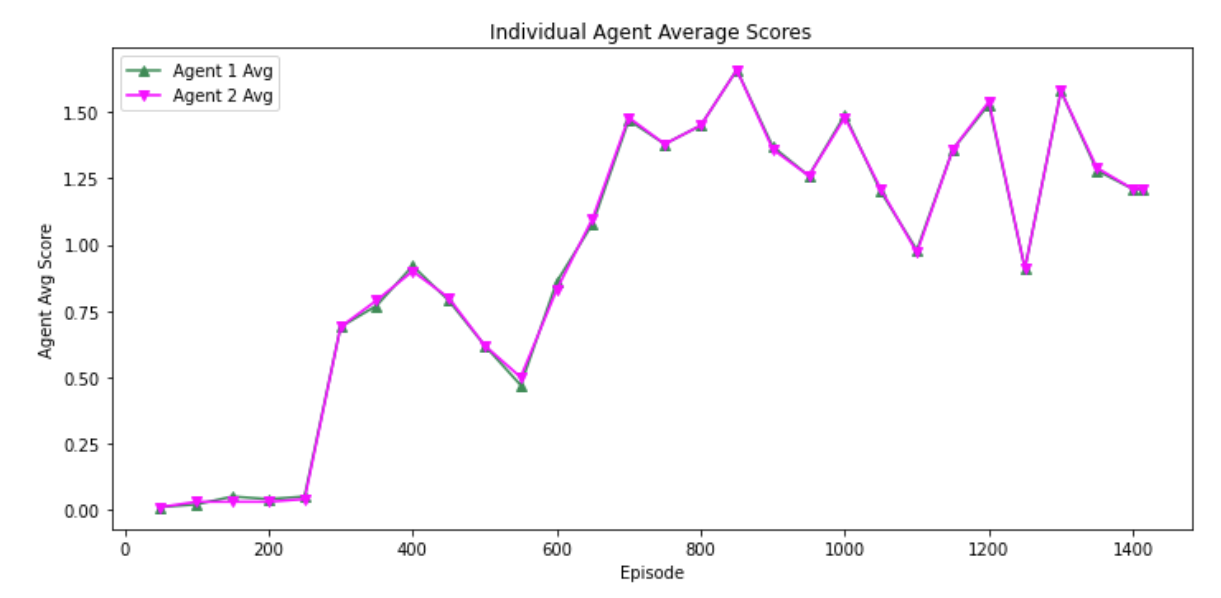 Individual Agent Average Scores
Agent 1 Avg
Agent 2 Avg
Agent Avg Score
1.50
1.25
1.00
0.75
0.50
0.25
0.00
0 200 400 600 800 1000 1200 1400
Episode